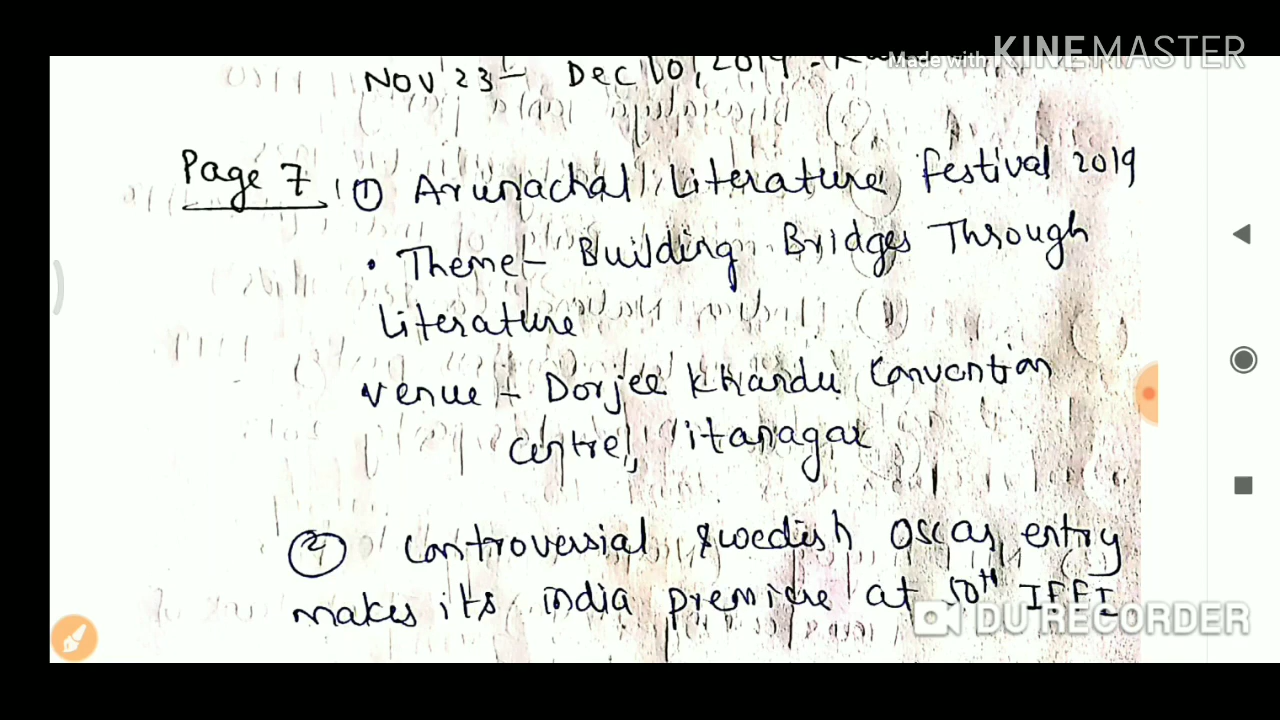 Made with KINEMASTER
NOV 23 - Dec 10, 2019.
Page 7 ① Arunachal Literature festival 2019
• Theme - Building Bridges Through
Literature
venue - Dorjee Khandu Convention
centre, itanagar
② Controversial Swedish Oscar entry
makes its india premiere at 50th IFFI
DU RECORDER